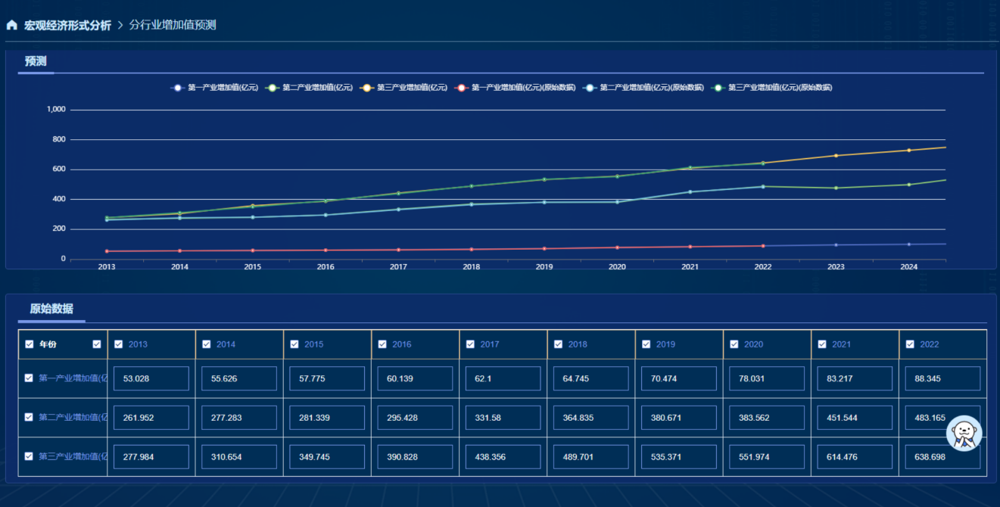 宏观经济形式分析 > 分行业增加值预测
预测
第一产业增加值(亿元) 第二产业增加值(亿元) 第三产业增加值(亿元) 第一产业增加值(亿元)(原始数据) 第二产业增加值(亿元)(原始数据) 第三产业增加值(亿元)(原始数据)
1,000
800
600
400
200
0
2013 2014 2015 2016 2017 2018 2019 2020 2021 2022 2023 2024
原始数据
年份 2013 2014 2015 2016 2017 2018 2019 2020 2021 2022
第一产业增加值(亿 53.028 55.626 57.775 60.139 62.1 64.745 70.474 78.031 83.217 88.345
第二产业增加值(亿 261.952 277.283 281.339 295.428 331.58 364.835 380.671 383.562 451.544 483.165
第三产业增加值(亿 277.984 310.654 349.745 390.828 438.356 489.701 535.371 551.974 614.476 638.698